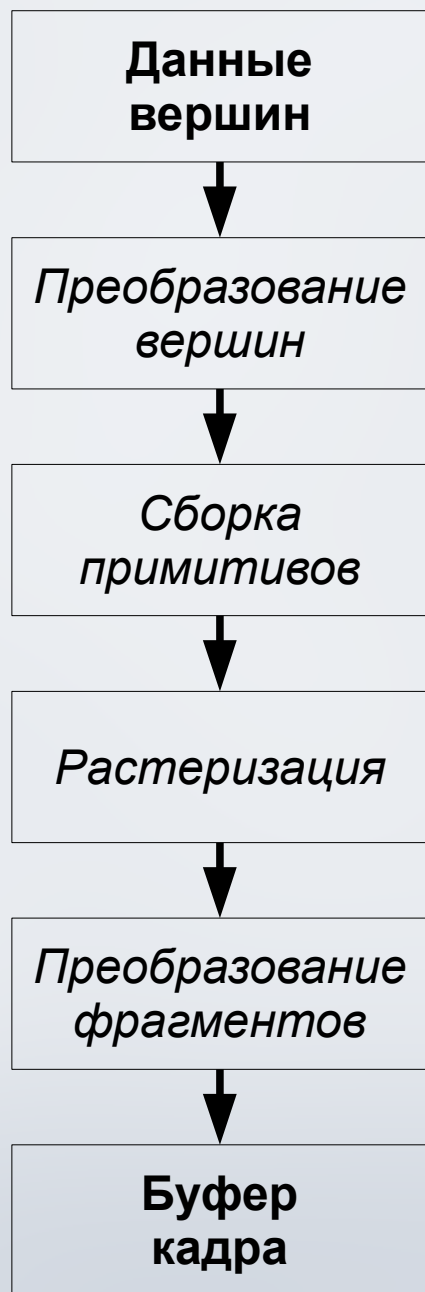 Данные
вершин
Преобразование
вершин
Сборка
примитивов
Растеризация
Преобразование
фрагментов
Буфер
кадра